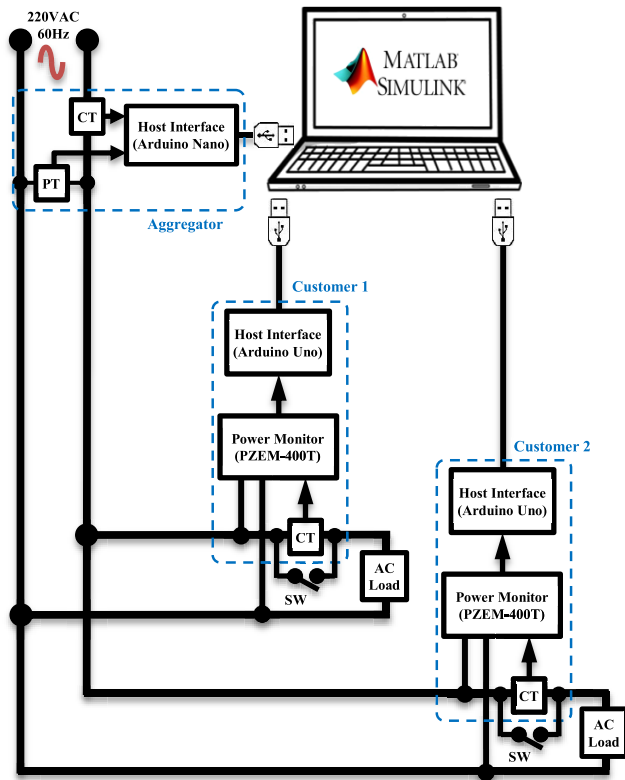 220VAC
60Hz
CT
Host Interface
(Arduino Nano)
PT
Aggregator
MATLAB®
SIMULINK®
Customer 1
Host Interface
(Arduino Uno)
Power Monitor
(PZEM-400T)
CT
SW
AC
Load
Customer 2
Host Interface
(Arduino Uno)
Power Monitor
(PZEM-400T)
CT
SW
AC
Load